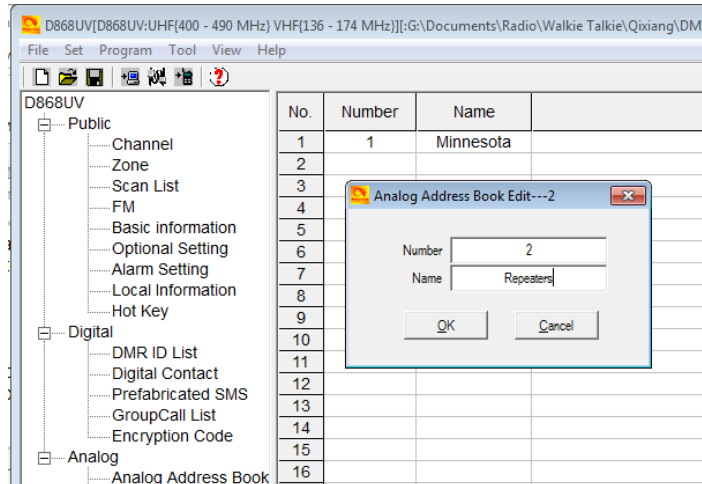 D868UV[D868UV:UHF{400 - 490 MHz} VHF{136 - 174 MHz}][:G:\Documents\Radio\Walkie Talkie\Qixiang\DM
File Set Program Tool View Help
D868UV
Public
Channel
Zone
Scan List
FM
Basic information
Optional Setting
Alarm Setting
Local Information
Hot Key
Digital
DMR ID List
Digital Contact
Prefabricated SMS
GroupCall List
Encryption Code
Analog
Analog Address Book
No. Number Name
1 1 Minnesota
2
3
4
5
6
7
8
9
10
11
12
13
14
15
16
Analog Address Book Edit---2
Number 2
Name Repeaters
OK Cancel